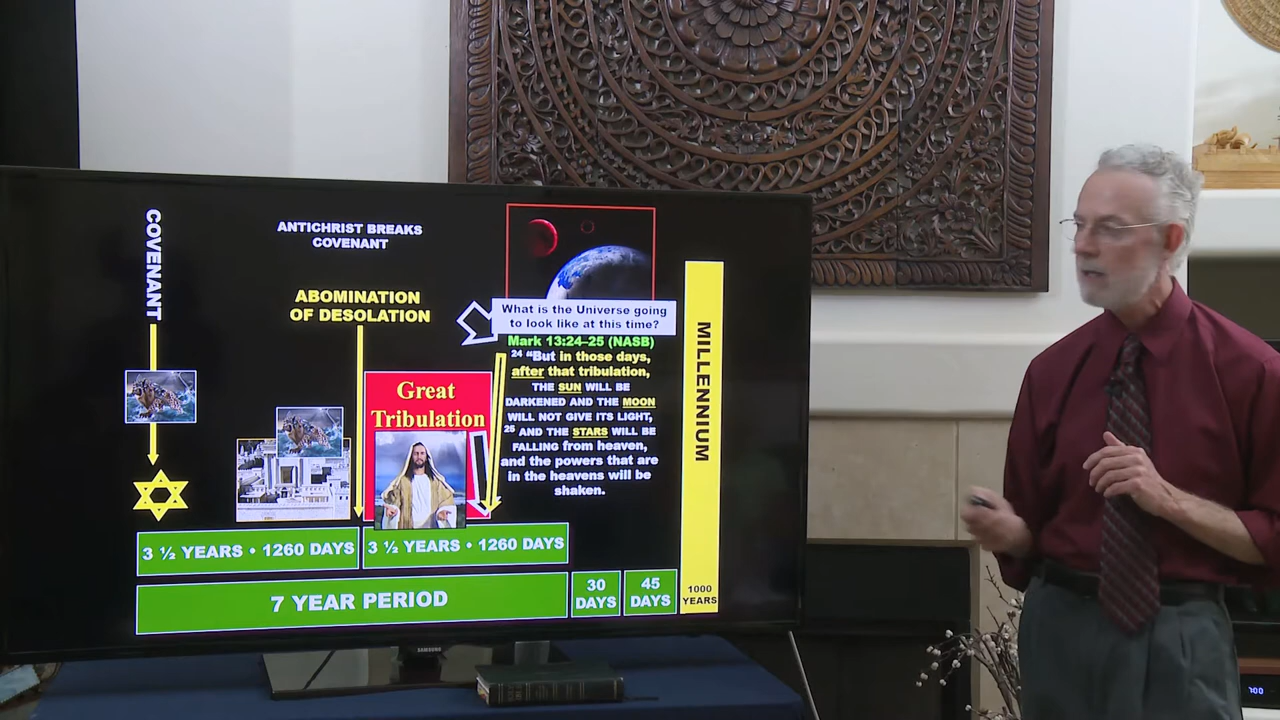 COVENANT
ANTICHRIST BREAKS
COVENANT
ABOMINATION
OF DESOLATION
What is the Universe going
to look like at this time?
Mark 13:24-25 (NASB)
24 “But in those days,
after that tribulation,
THE SUN WILL BE
DARKENED AND THE MOON
WILL NOT GIVE ITS LIGHT,
25 AND THE STARS WILL BE
FALLING from heaven,
and the powers that are
in the heavens will be
shaken.
Great
Tribulation
MILLENNIUM
1000
YEARS
3 ½ YEARS • 1260 DAYS
3 ½ YEARS • 1260 DAYS
7 YEAR PERIOD
30
DAYS
45
DAYS
SAMSUNG
700